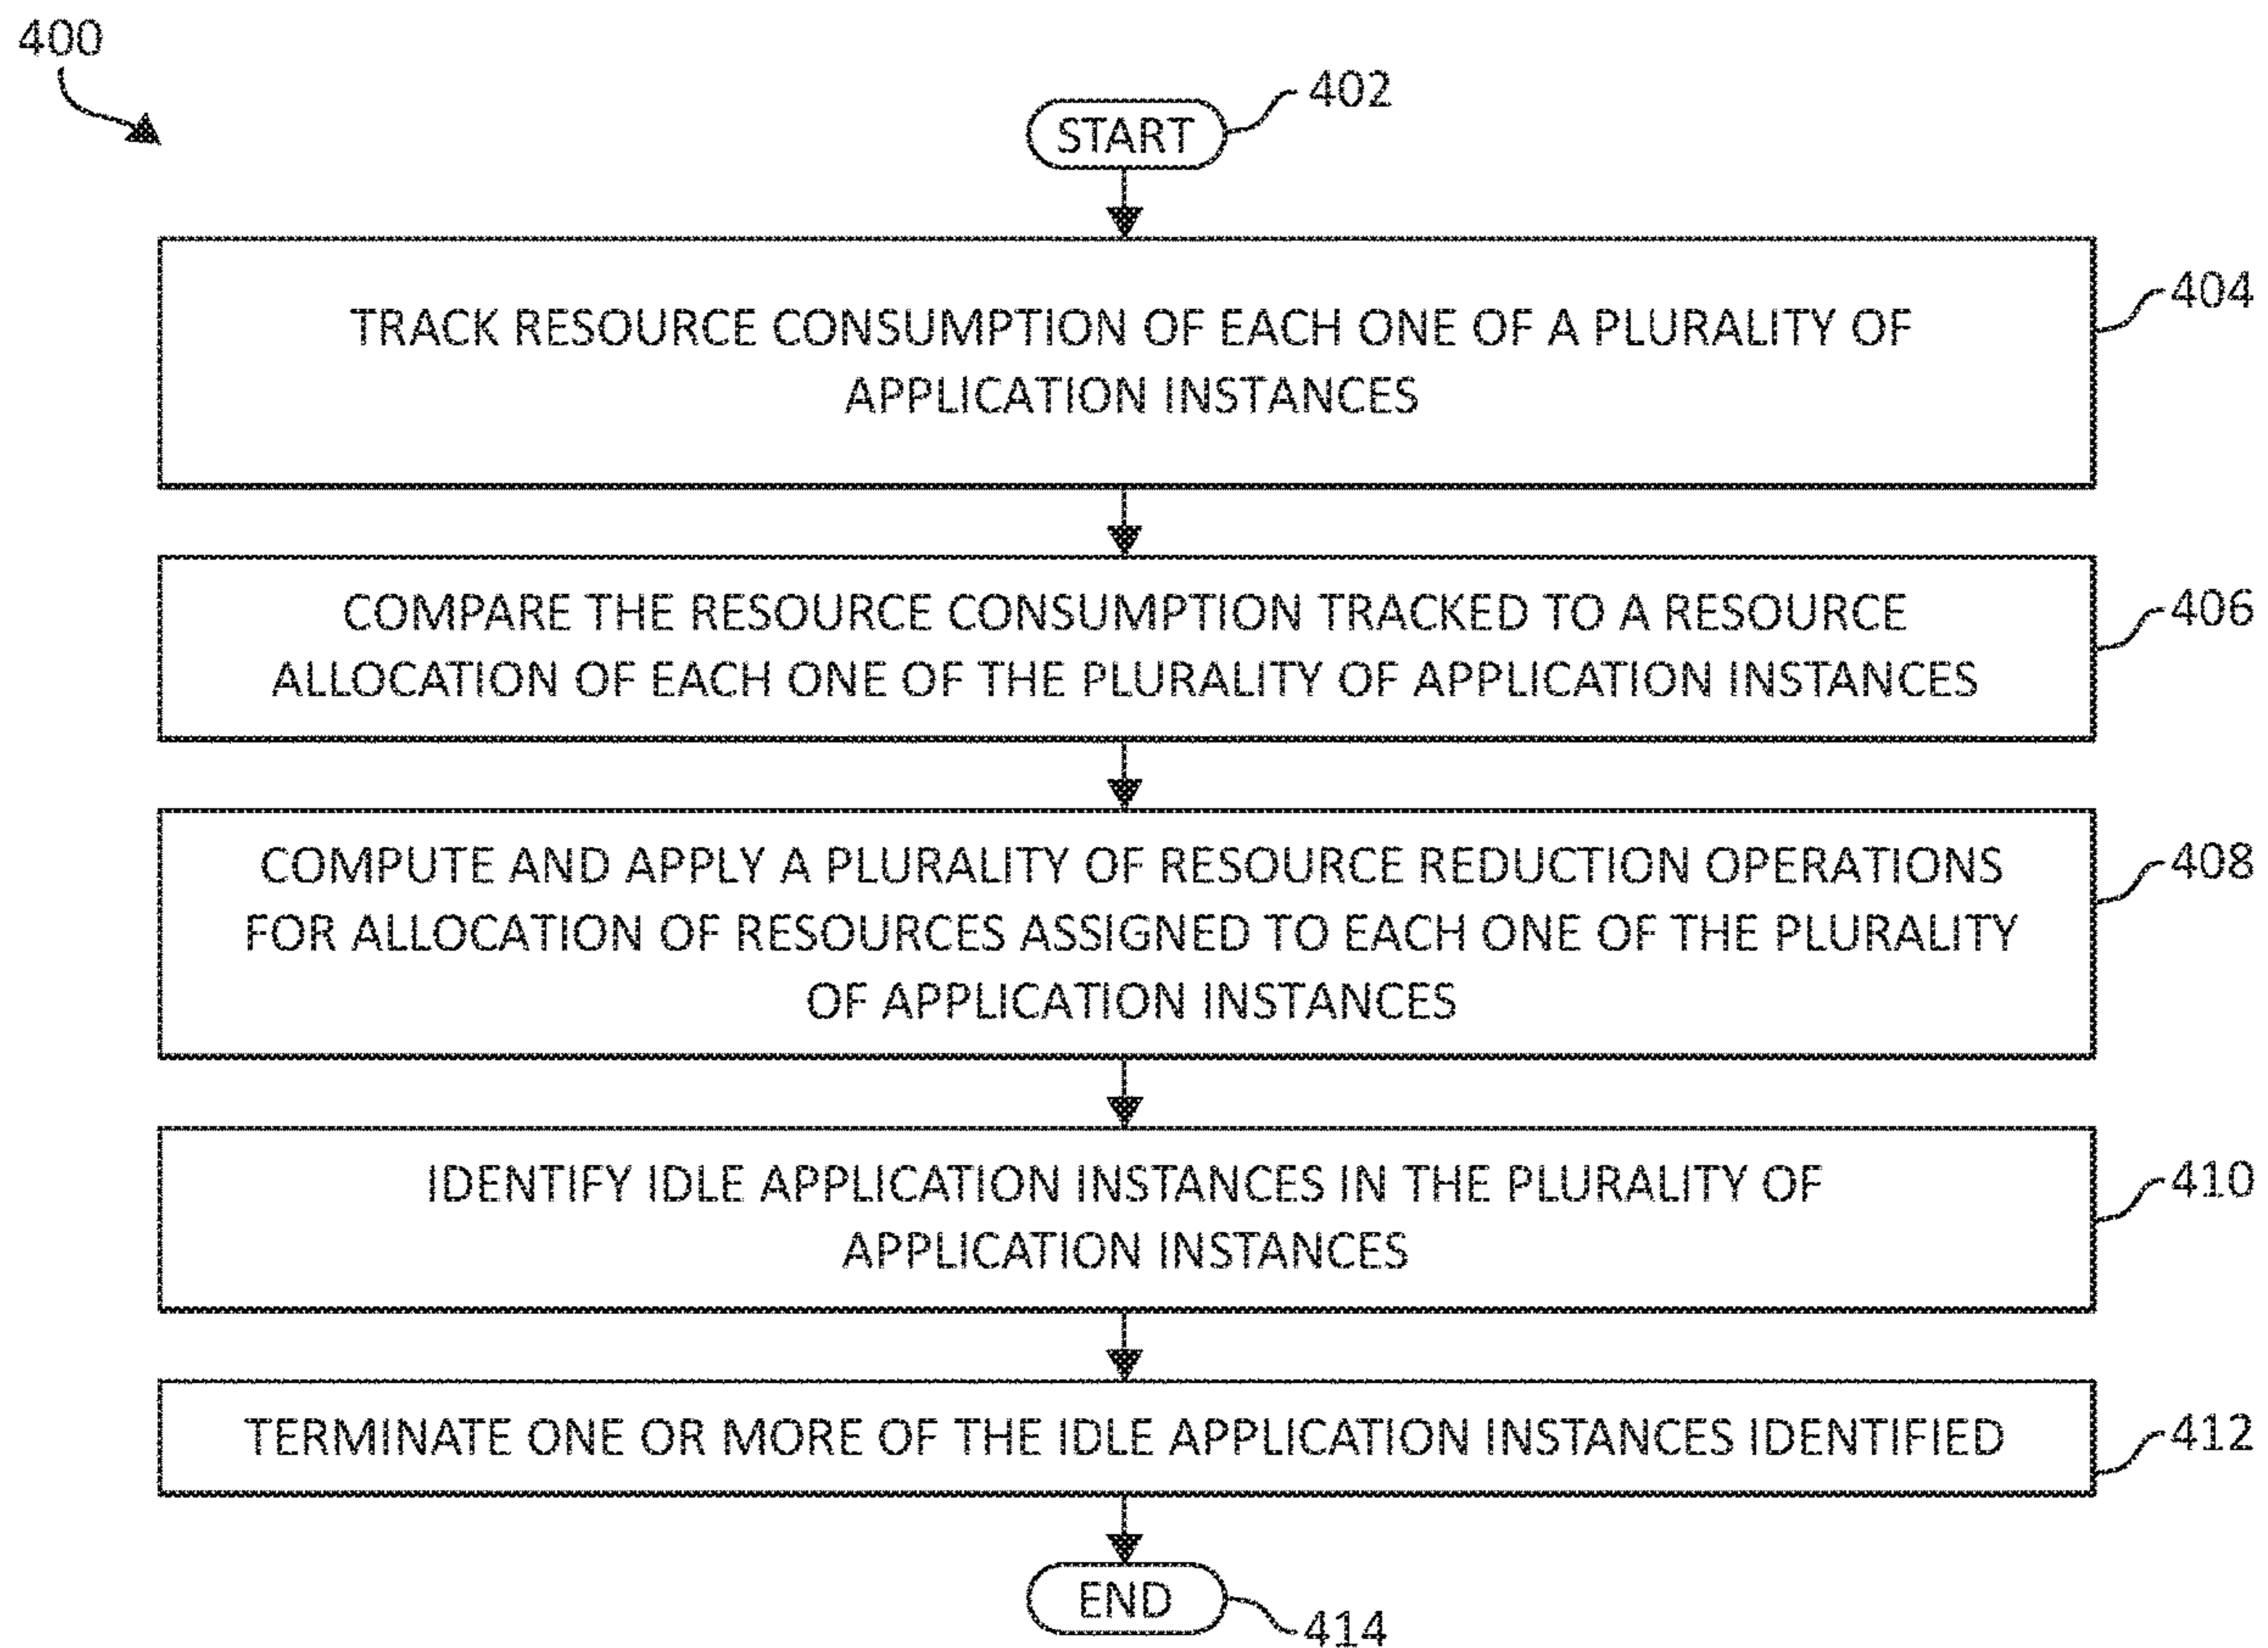 400
START
402
TRACK RESOURCE CONSUMPTION OF EACH ONE OF A PLURALITY OF
APPLICATION INSTANCES
404
COMPARE THE RESOURCE CONSUMPTION TRACKED TO A RESOURCE
ALLOCATION OF EACH ONE OF THE PLURALITY OF APPLICATION INSTANCES
406
COMPUTE AND APPLY A PLURALITY OF RESOURCE REDUCTION OPERATIONS
FOR ALLOCATION OF RESOURCES ASSIGNED TO EACH ONE OF THE PLURALITY
OF APPLICATION INSTANCES
408
IDENTIFY IDLE APPLICATION INSTANCES IN THE PLURALITY OF
APPLICATION INSTANCES
410
TERMINATE ONE OR MORE OF THE IDLE APPLICATION INSTANCES IDENTIFIED
412
END
414